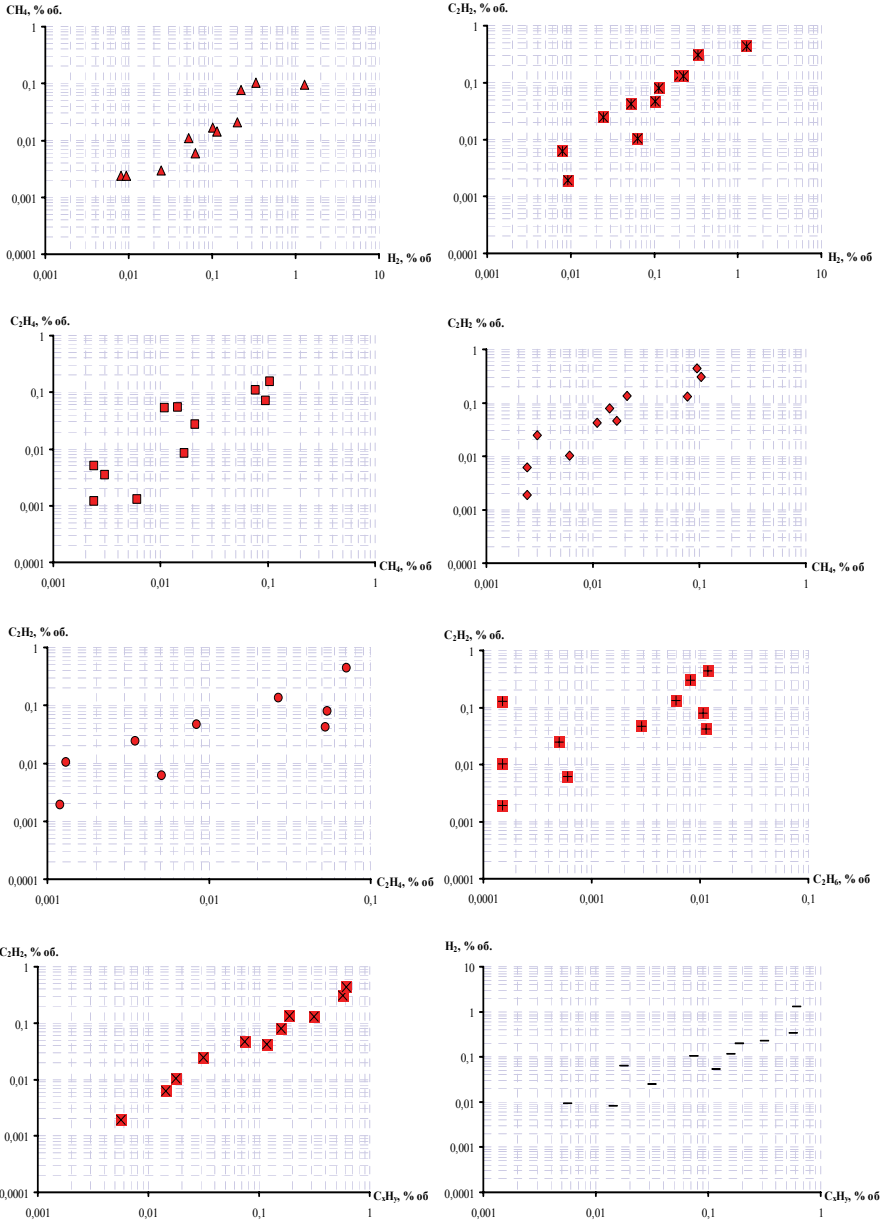 CH₄, % об.
1
0,1
0,01
0,001
0,0001
0,001 0,01 0,1 1 10
H₂, % об
C₂H₂, % об.
1
0,1
0,01
0,001
0,0001
0,001 0,01 0,1 1 10
H₂, % об
C₂H₄, % об.
1
0,1
0,01
0,001
0,0001
0,001 0,01 0,1 1
CH₄, % об
C₂H₂ % об.
1
0,1
0,01
0,001
0,0001
0,001 0,01 0,1 1
CH₄, % об
C₂H₂, % об.
1
0,1
0,01
0,001
0,0001
0,001 0,01 0,1
C₂H₄, % об
C₂H₂, % об.
1
0,1
0,01
0,001
0,0001
0,0001 0,001 0,01 0,1
C₂H₆, % об
C₂H₂, % об.
1
0,1
0,01
0,001
0,0001
0,001 0,01 0,1 1
CₓHᵧ, % об
H₂, % об.
10
1
0,1
0,01
0,001
0,0001
0,001 0,01 0,1 1
CₓHᵧ, % об